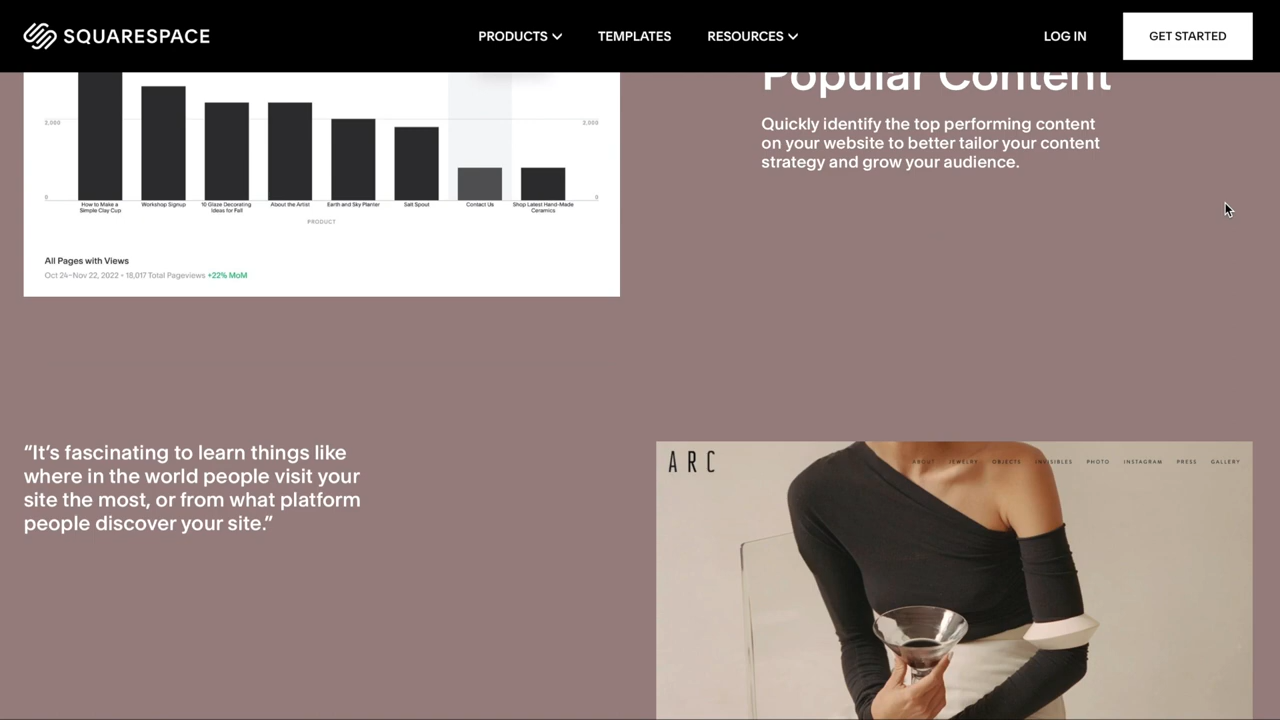 SQUARESPACE
PRODUCTS
TEMPLATES
RESOURCES
LOG IN
GET STARTED
Popular Content
Quickly identify the top performing content
on your website to better tailor your content
strategy and grow your audience.
2,000
0
3,000
0
How to Make a
Simple Clay Cup
Workshop Signup
10 Glaze Decorating
Ideas for Fall
About the Artist
Earth and Sky Planter
Salt Spout
Contact Us
Shop Latest Hand-Made
Ceramics
PRODUCT
All Pages with Views
Oct 24–Nov 22, 2022 • 18,017 Total Pageviews +22% MoM
“It’s fascinating to learn things like
where in the world people visit your
site the most, or from what platform
people discover your site.”
ARC
ABOUT
JEWELRY
OBJECTS
INVISIBLES
PHOTO
INSTAGRAM
PRESS
GALLERY